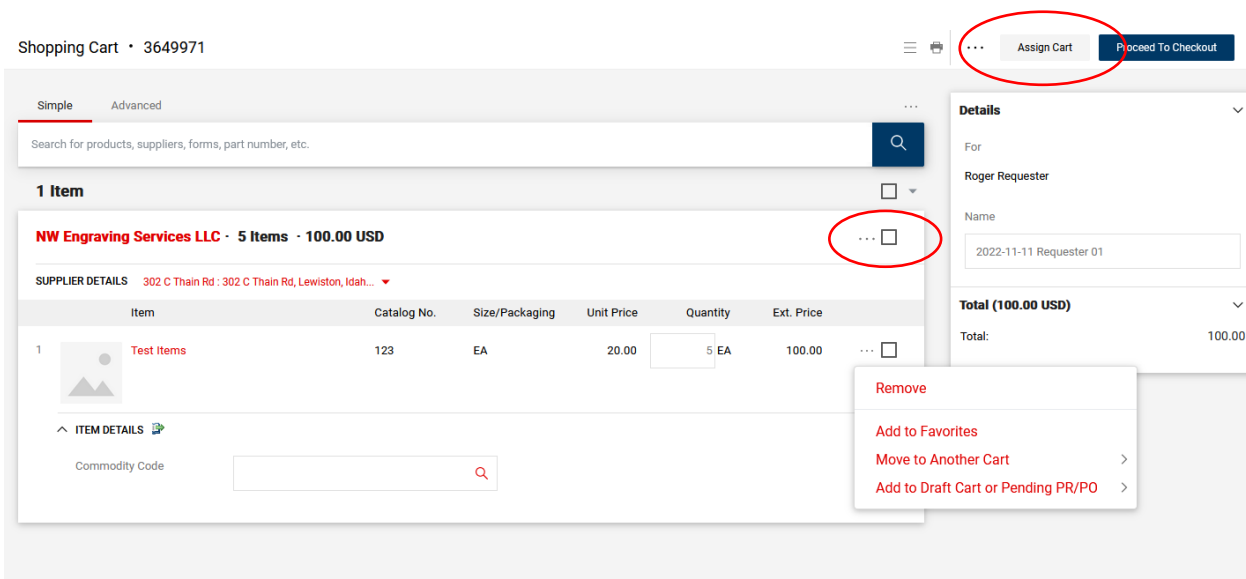 Shopping Cart • 3649971
... Assign Cart Proceed To Checkout
Simple Advanced ...
Search for products, suppliers, forms, part number, etc.
1 Item
NW Engraving Services LLC · 5 Items · 100.00 USD ...
SUPPLIER DETAILS 302 C Thain Rd : 302 C Thain Rd, Lewiston, Idah...
Item Catalog No. Size/Packaging Unit Price Quantity Ext. Price
1 Test Items 123 EA 20.00 5 EA 100.00 ...
ITEM DETAILS
Commodity Code
Remove
Add to Favorites
Move to Another Cart
Add to Draft Cart or Pending PR/PO
Details
For
Roger Requester
Name
2022-11-11 Requester 01
Total (100.00 USD)
Total: 100.00